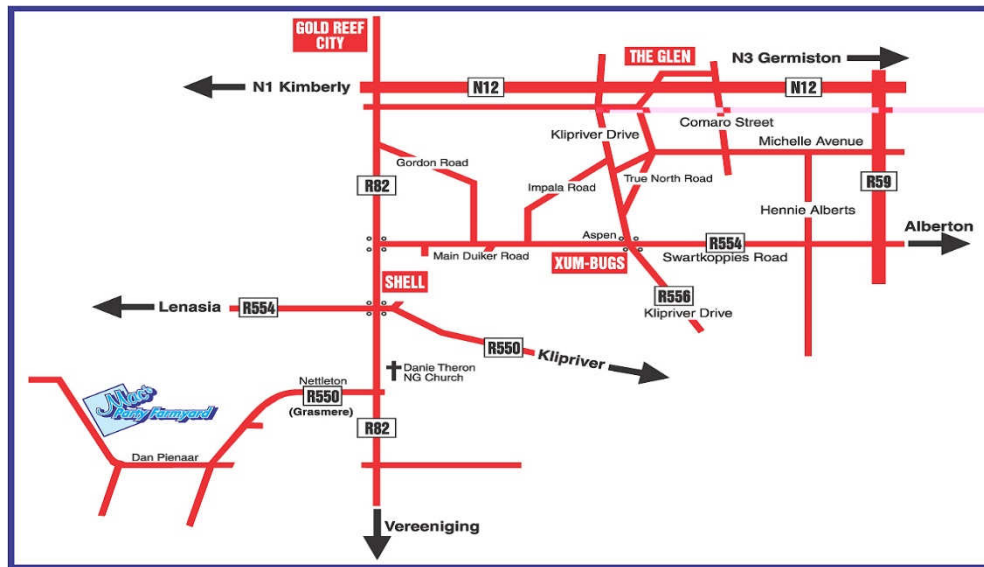 GOLD REEF
CITY
THE GLEN
N3 Germiston
N1 Kimberly
N12
N12
Klipriver Drive
Comaro Street
Michelle Avenue
Gordon Road
R82
Impala Road
True North Road
R59
Hennie Alberts
Alberton
Aspen
R554
Main Duiker Road
XUM-BUGS
Swartkoppies Road
SHELL
Lenasia
R554
R556
Klipriver Drive
R550
Klipriver
Danie Theron
NG Church
Nettleton
R550
(Grasmere)
Mac's
Party Farmyard
R82
Dan Pienaar
Vereeniging